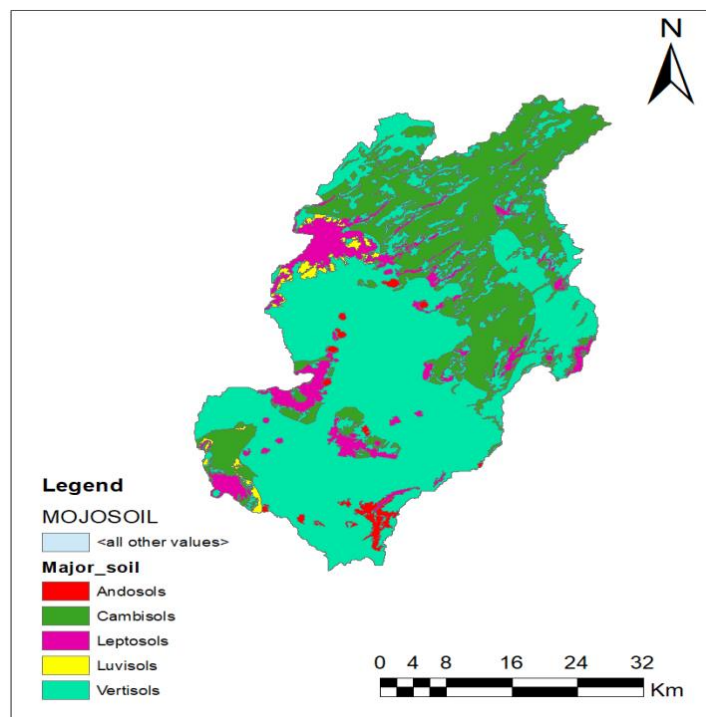 N
Legend
MOJOSOIL
<all other values>
Major_soil
Andosols
Cambisols
Leptosols
Luvisols
Vertisols
0 4 8 16 24 32
Km